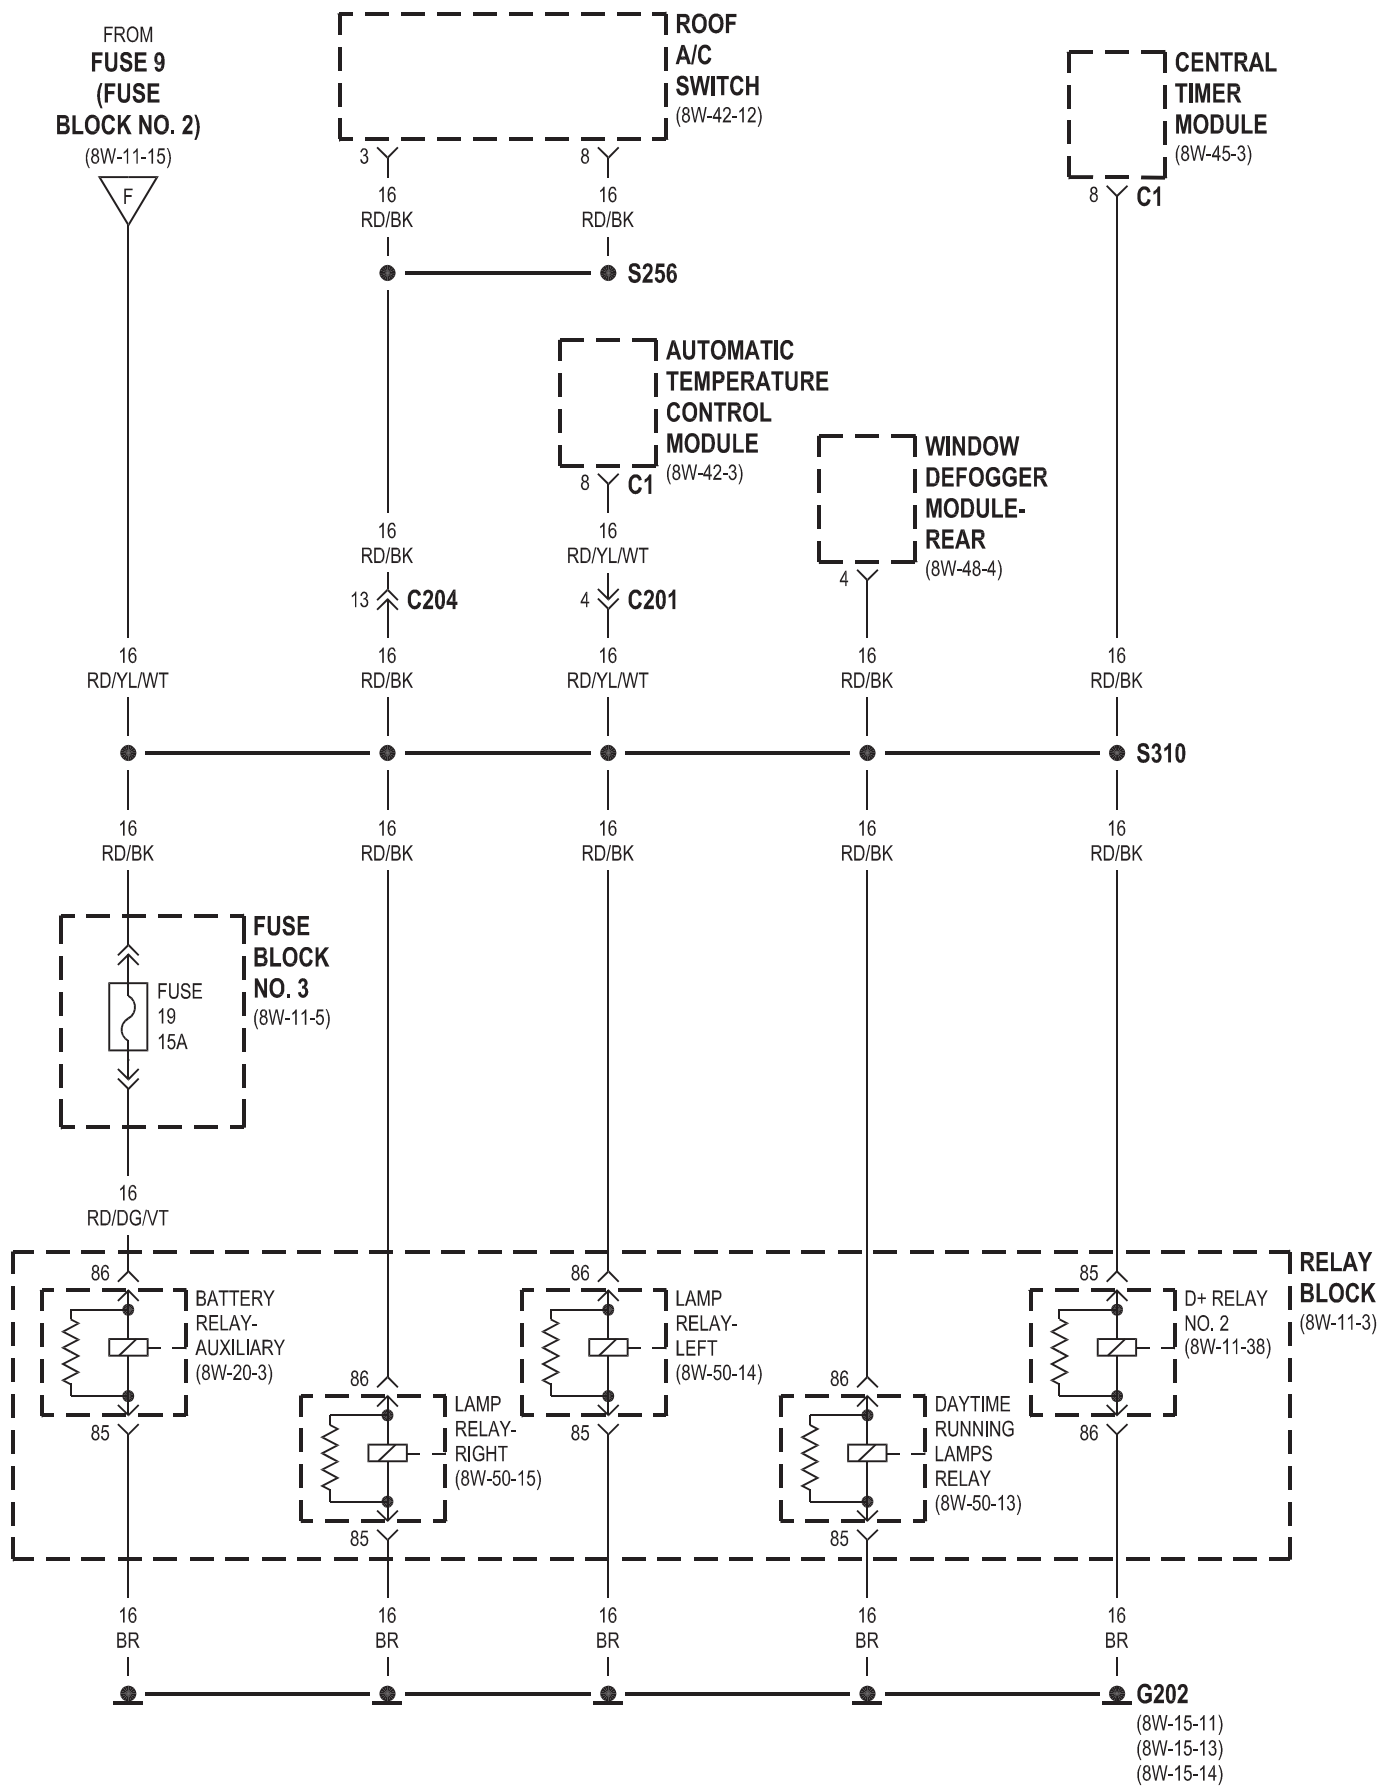 FROM
FUSE 9
(FUSE
BLOCK NO. 2)
(8W-11-15)
F
ROOF
A/C
SWITCH
(8W-42-12)
3
8
16
RD/BK
16
RD/BK
S256
CENTRAL
TIMER
MODULE
(8W-45-3)
8
C1
AUTOMATIC
TEMPERATURE
CONTROL
MODULE
(8W-42-3)
8
C1
WINDOW
DEFOGGER
MODULE-
REAR
(8W-48-4)
4
16
RD/BK
16
RD/YL/WT
13
C204
4
C201
16
RD/YL/WT
16
RD/BK
16
RD/YL/WT
16
RD/BK
16
RD/BK
S310
16
RD/BK
16
RD/BK
16
RD/BK
16
RD/BK
16
RD/BK
FUSE
BLOCK
NO. 3
(8W-11-5)
FUSE
19
15A
16
RD/DG/VT
RELAY
BLOCK
(8W-11-3)
86
BATTERY
RELAY-
AUXILIARY
(8W-20-3)
85
86
LAMP
RELAY-
RIGHT
(8W-50-15)
85
86
LAMP
RELAY-
LEFT
(8W-50-14)
85
86
DAYTIME
RUNNING
LAMPS
RELAY
(8W-50-13)
85
85
D+ RELAY
NO. 2
(8W-11-38)
86
16
BR
16
BR
16
BR
16
BR
16
BR
G202
(8W-15-11)
(8W-15-13)
(8W-15-14)